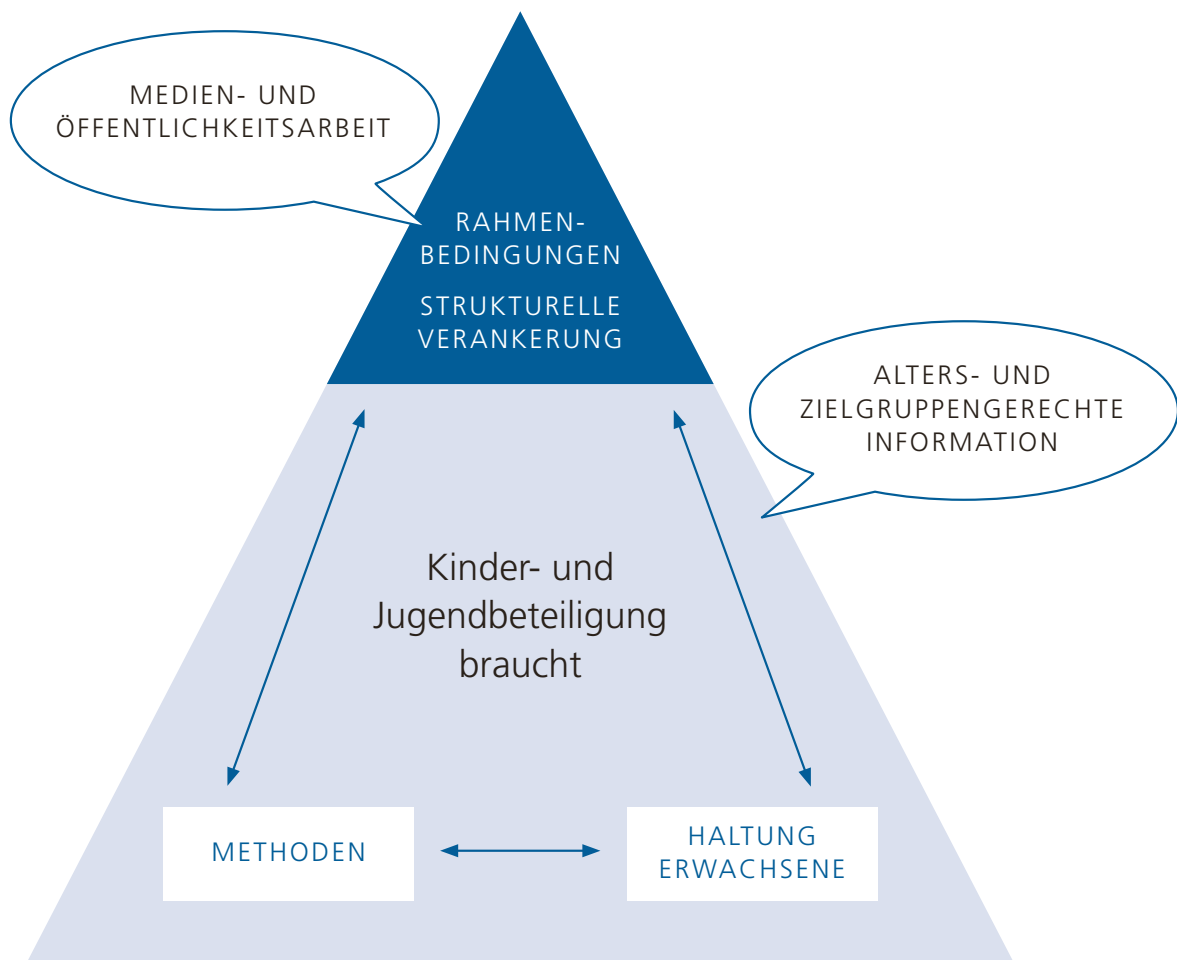 MEDIEN- UND
ÖFFENTLICHKEITSARBEIT
RAHMEN-
BEDINGUNGEN
STRUKTURELLE
VERANKERUNG
ALTERS- UND
ZIELGRUPPENGERECHTE
INFORMATION
Kinder- und
Jugendbeteiligung
braucht
METHODEN
HALTUNG
ERWACHSENE